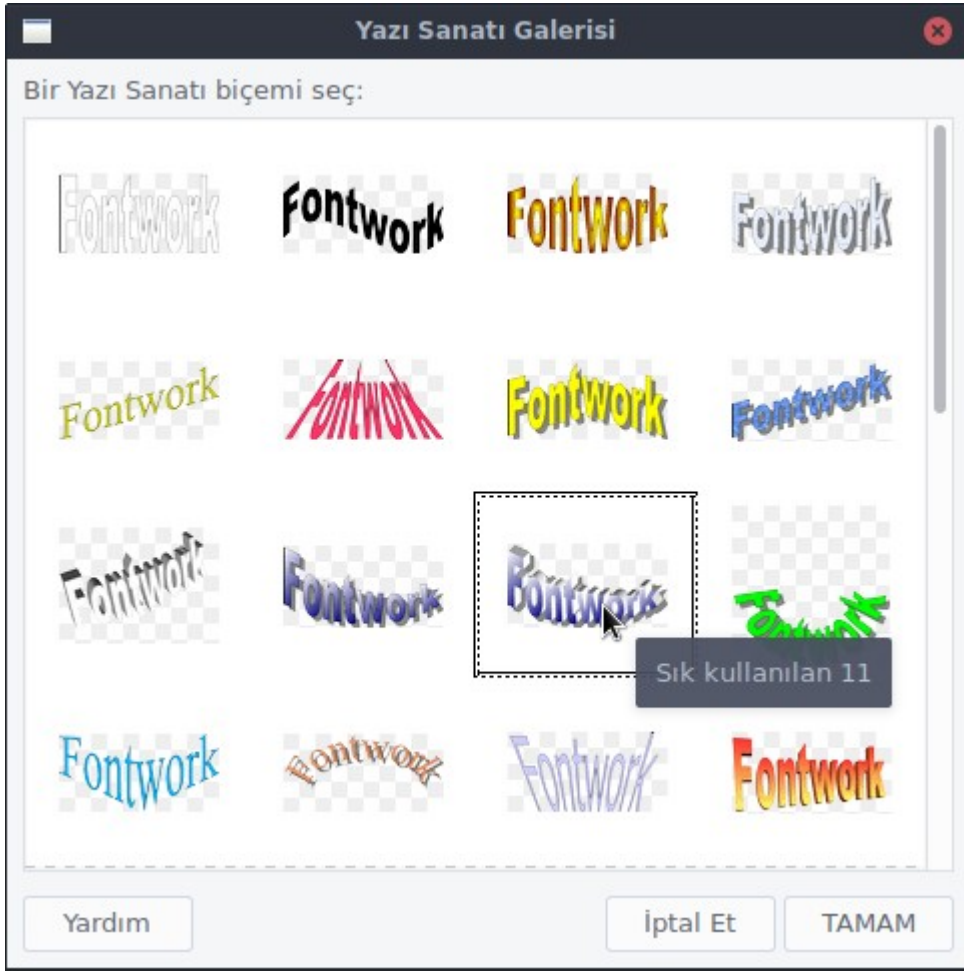 Yazı Sanatı Galerisi
Bir Yazı Sanatı biçemi seç:
Fontwork Fontwork Fontwork Fontwork
Fontwork Fontwork Fontwork Fontwork
Fontwork Fontwork Fontwork Fontwork
Sık kullanılan 11
Fontwork Fontwork Fontwork Fontwork
Yardım İptal Et TAMAM